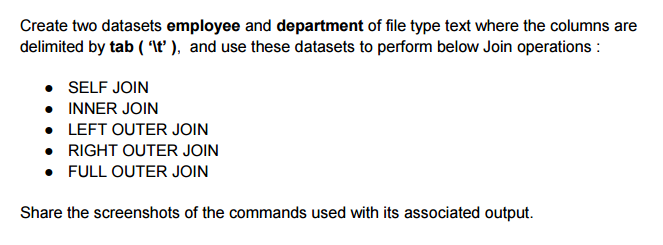 Create two datasets employee and department of file type text where the columns are
delimited by tab ( ‘\t’ ),  and use these datasets to perform below Join operations :
● SELF JOIN
● INNER JOIN
● LEFT OUTER JOIN
● RIGHT OUTER JOIN
● FULL OUTER JOIN
Share the screenshots of the commands used with its associated output.